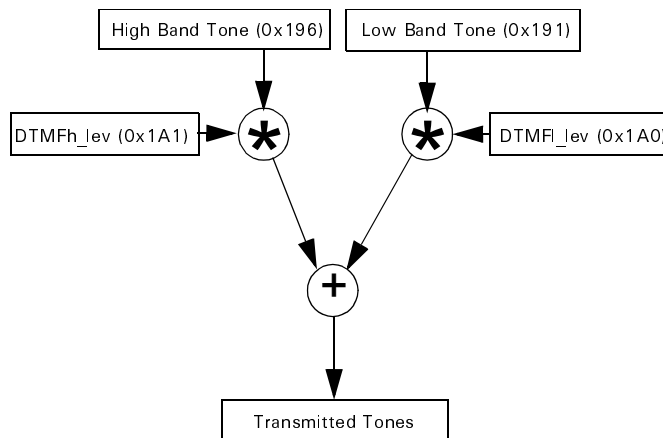 High Band Tone (0x196)
Low Band Tone (0x191)
DTMFh_lev (0x1A1)
*
*
DTMFl_lev (0x1A0)
+
Transmitted Tones